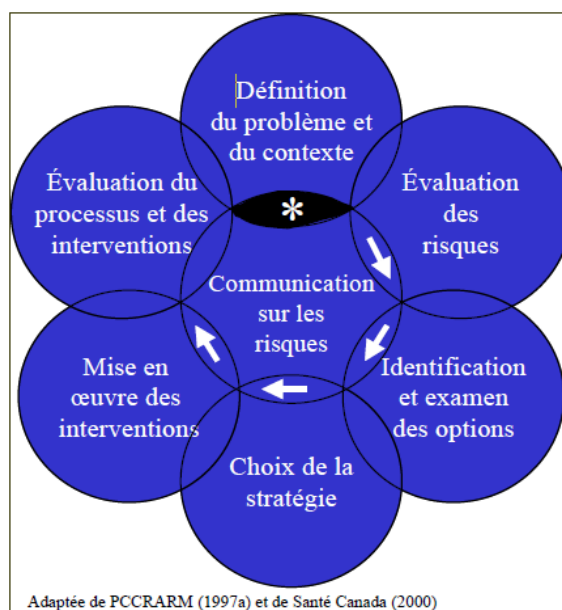 Définition
du problème et
du contexte
Évaluation du
processus et des
interventions
*
Évaluation
des
risques
Communication
sur les
risques
Mise en
œuvre des
interventions
Identification
et examen
des options
Choix de la
stratégie
Adaptée de PCCRARM (1997a) et de Santé Canada (2000)